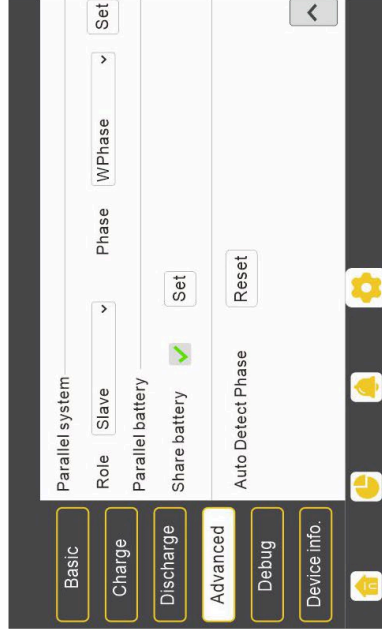 Basic
Charge
Discharge
Advanced
Debug
Device info.
Parallel system
Role Slave Phase WPhase Set
Parallel battery
Share battery Set
Auto Detect Phase Reset